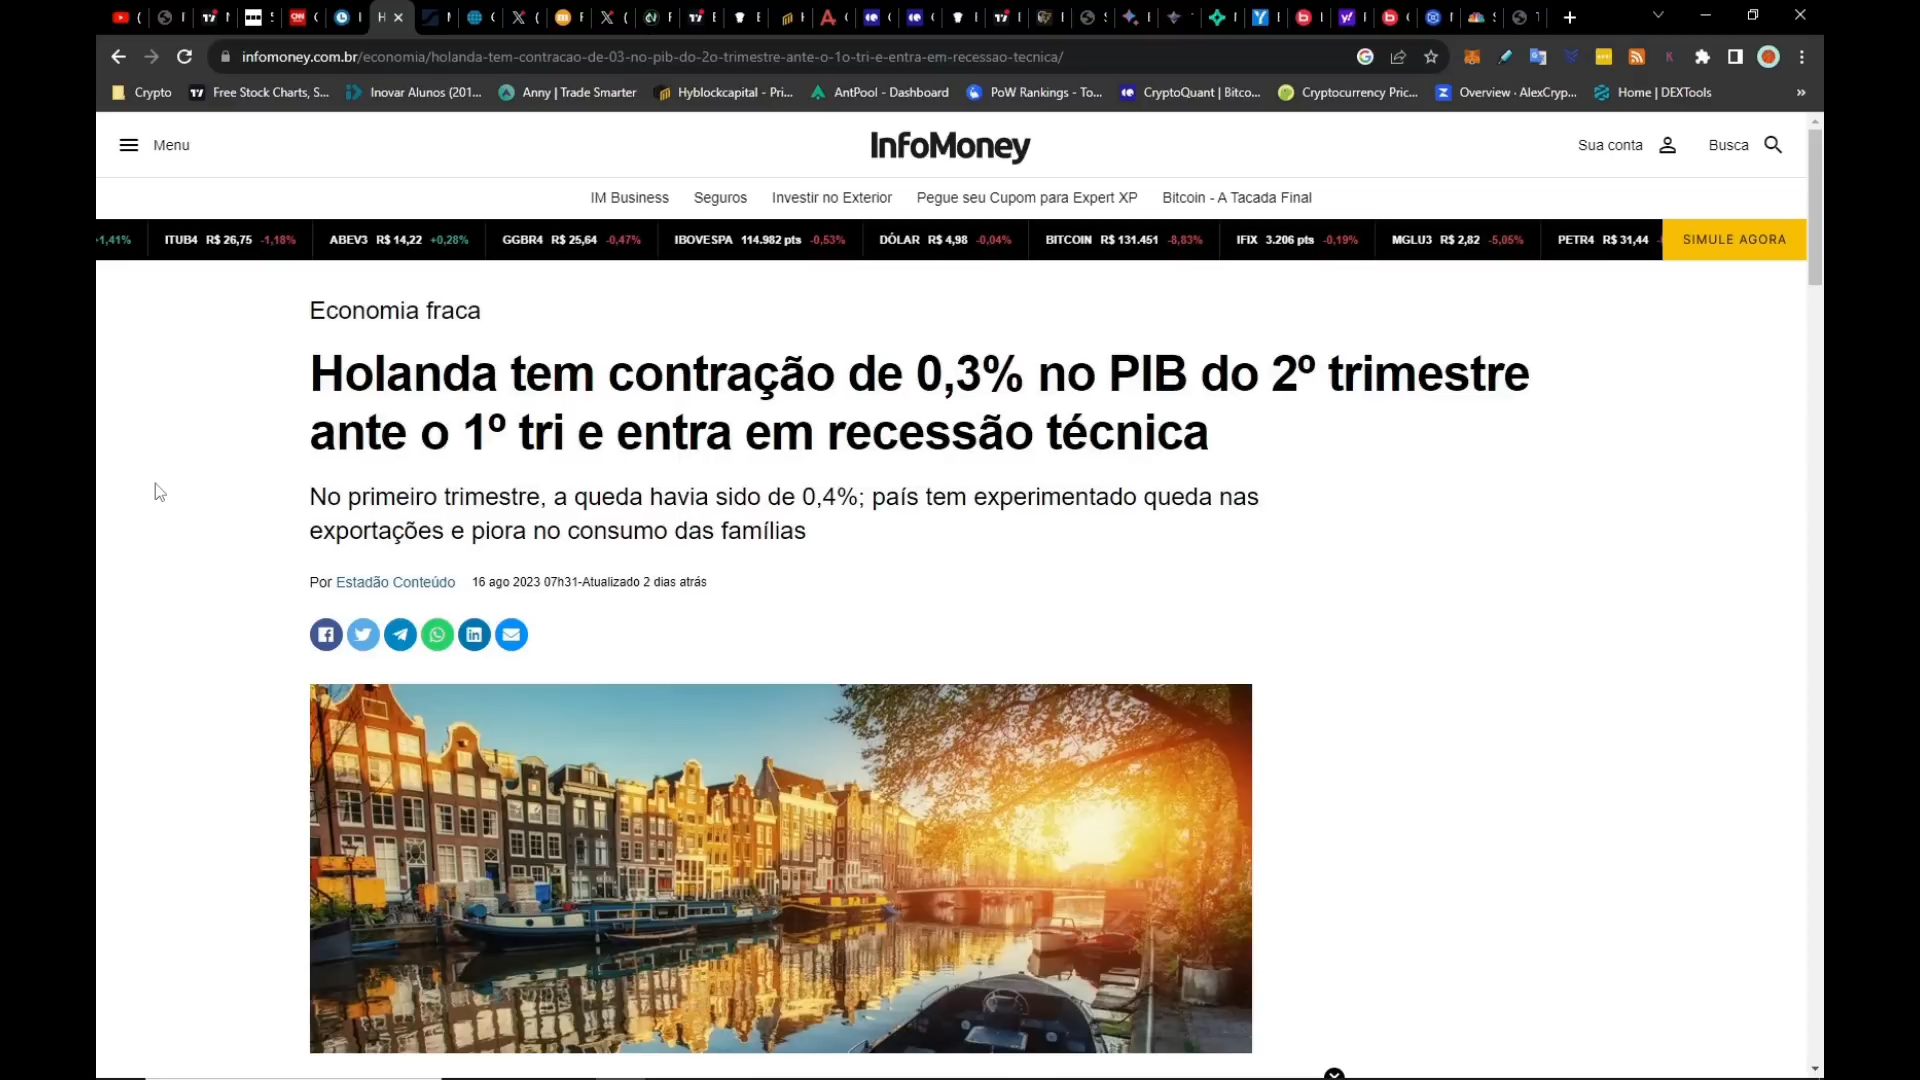 infomoney.com.br/economia/holanda-tem-contracao-de-03-no-pib-do-2o-trimestre-ante-o-1o-tri-e-entra-em-recessao-tecnica/
Crypto Free Stock Charts, S... Inovar Alunos (201... Anny | Trade Smarter Hyblockcapital - Pri... AntPool - Dashboard PoW Rankings - To... CryptoQuant | Bitco... Cryptocurrency Pric... Overview · AlexCryp... Home | DEXTools »
Menu InfoMoney Sua conta Busca
IM Business Seguros Investir no Exterior Pegue seu Cupom para Expert XP Bitcoin - A Tacada Final
1,41% ITUB4 R$ 26,75 -1,18% ABEV3 R$ 14,22 +0,28% GGBR4 R$ 25,64 -0,47% IBOVESPA 114.982 pts -0,53% DÓLAR R$ 4,98 -0,04% BITCOIN R$ 131.451 -8,83% IFIX 3.206 pts -0,19% MGLU3 R$ 2,82 -5,05% PETR4 R$ 31,44 SIMULE AGORA
Economia fraca
Holanda tem contração de 0,3% no PIB do 2º trimestre
ante o 1º tri e entra em recessão técnica
No primeiro trimestre, a queda havia sido de 0,4%; país tem experimentado queda nas
exportações e piora no consumo das famílias
Por Estadão Conteúdo 16 ago 2023 07h31-Atualizado 2 dias atrás